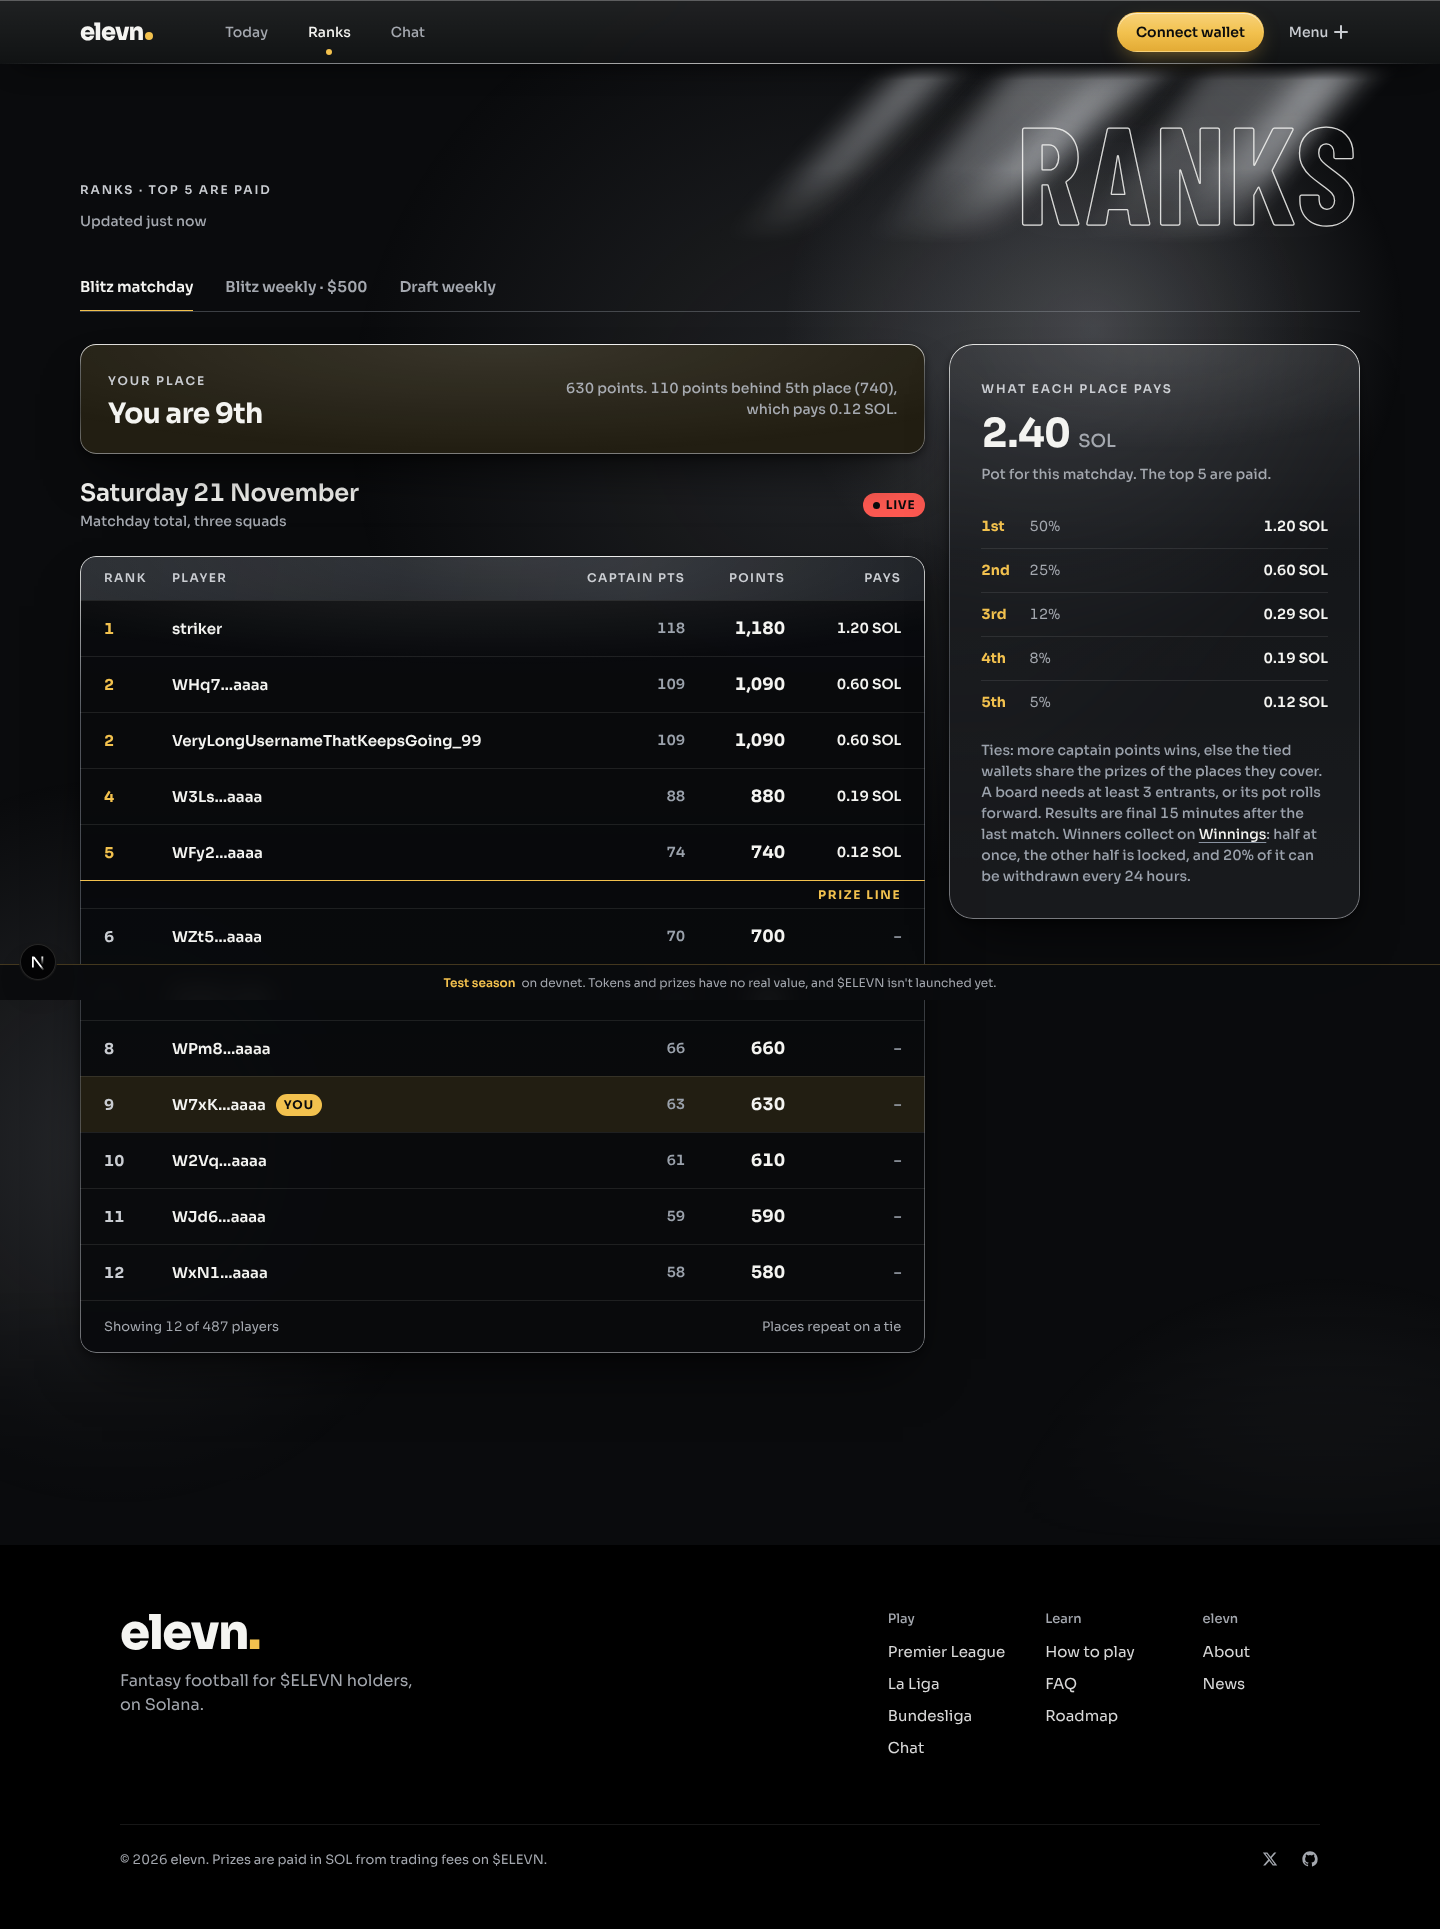 elevn.
Today
Ranks
Chat
Connect wallet
Menu
RANKS
RANKS · TOP 5 ARE PAID
Updated just now
Blitz matchday
Blitz weekly · $500
Draft weekly
YOUR PLACE
You are 9th
630 points. 110 points behind 5th place (740),
which pays 0.12 SOL.
Saturday 21 November
Matchday total, three squads
LIVE
RANK PLAYER CAPTAIN PTS POINTS PAYS
1 striker 118 1,180 1.20 SOL
2 WHq7...aaaa 109 1,090 0.60 SOL
2 VeryLongUsernameThatKeepsGoing_99 109 1,090 0.60 SOL
4 W3Ls...aaaa 88 880 0.19 SOL
5 WFy2...aaaa 74 740 0.12 SOL
PRIZE LINE
6 WZt5...aaaa 70 700 –
N
Test season on devnet. Tokens and prizes have no real value, and $ELEVN isn't launched yet.
8 WPm8...aaaa 66 660 –
9 W7xK...aaaa YOU 63 630 –
10 W2Vq...aaaa 61 610 –
11 WJd6...aaaa 59 590 –
12 WxN1...aaaa 58 580 –
Showing 12 of 487 players
Places repeat on a tie
WHAT EACH PLACE PAYS
2.40 SOL
Pot for this matchday. The top 5 are paid.
1st 50% 1.20 SOL
2nd 25% 0.60 SOL
3rd 12% 0.29 SOL
4th 8% 0.19 SOL
5th 5% 0.12 SOL
Ties: more captain points wins, else the tied
wallets share the prizes of the places they cover.
A board needs at least 3 entrants, or its pot rolls
forward. Results are final 15 minutes after the
last match. Winners collect on Winnings: half at
once, the other half is locked, and 20% of it can
be withdrawn every 24 hours.
elevn.
Fantasy football for $ELEVN holders,
on Solana.
Play
Premier League
La Liga
Bundesliga
Chat
Learn
How to play
FAQ
Roadmap
elevn
About
News
© 2026 elevn. Prizes are paid in SOL from trading fees on $ELEVN.